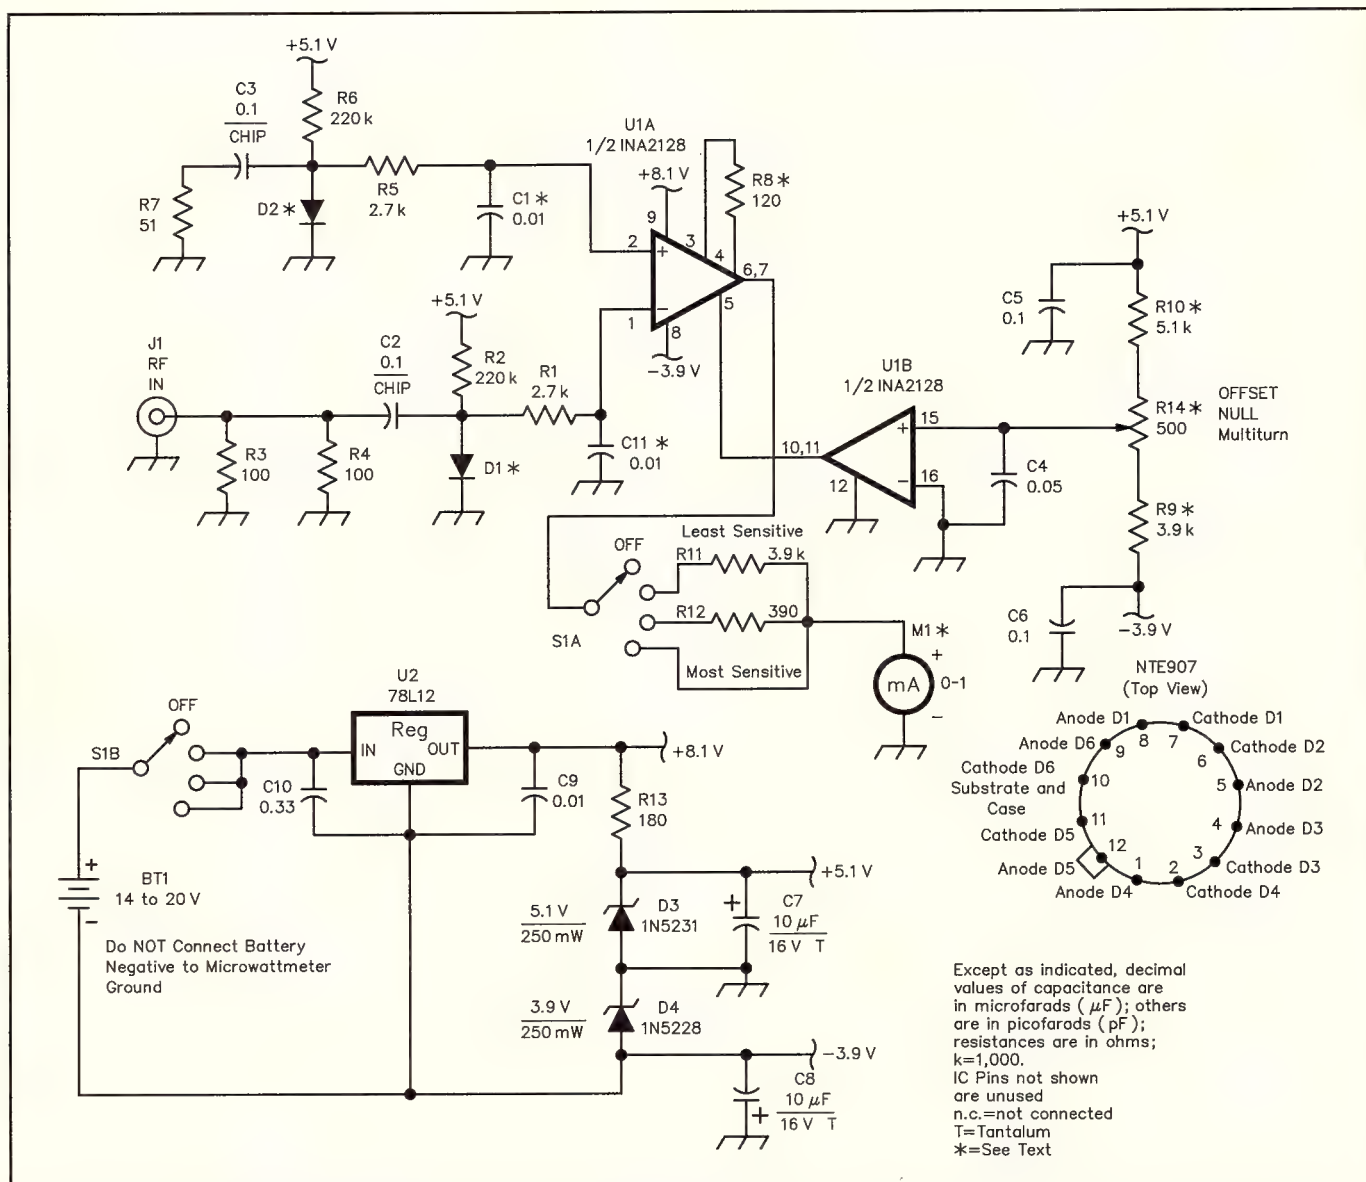 +5.1 V
C3
0.1
CHIP
R6
220 k
R7
51
D2*
R5
2.7 k
C1*
0.01
U1A
1/2 INA2128
+8.1 V
R8*
120
9
3
4
2
+
6,7
5
−
1
8
−3.9 V
+5.1 V
J1
RF
IN
C2
0.1
CHIP
R2
220 k
R1
2.7 k
R3
100
R4
100
D1*
C11*
0.01
+5.1 V
C5
0.1
R10*
5.1 k
U1B
1/2 INA2128
15
+
10,11
12
−
16
C4
0.05
R14*
500
OFFSET
NULL
Multiturn
R9*
3.9 k
C6
0.1
−3.9 V
Least Sensitive
OFF
R11
3.9 k
R12
390
S1A
Most Sensitive
M1*
+
mA
0-1
−
U2
78L12
Reg
IN
OUT
GND
OFF
S1B
C10
0.33
C9
0.01
+8.1 V
R13
180
+
BT1
14 to 20 V
−
Do NOT Connect Battery
Negative to Microwattmeter
Ground
+5.1 V
5.1 V
250 mW
D3
1N5231
+
C7
10 μF
16 V T
3.9 V
250 mW
D4
1N5228
−3.9 V
C8
10 μF
16 V T
+
NTE907
(Top View)
Anode D1
Cathode D1
Anode D6
8
7
Cathode D2
9
6
Cathode D6
Substrate and
Case
10
5
Anode D2
11
4
Anode D3
Cathode D5
12
3
Cathode D3
Anode D5
1
2
Anode D4
Cathode D4
Except as indicated, decimal
values of capacitance are
in microfarads ( μF); others
are in picofarads ( pF);
resistances are in ohms;
k=1,000.
IC Pins not shown
are unused
n.c.=not connected
T=Tantalum
*=See Text